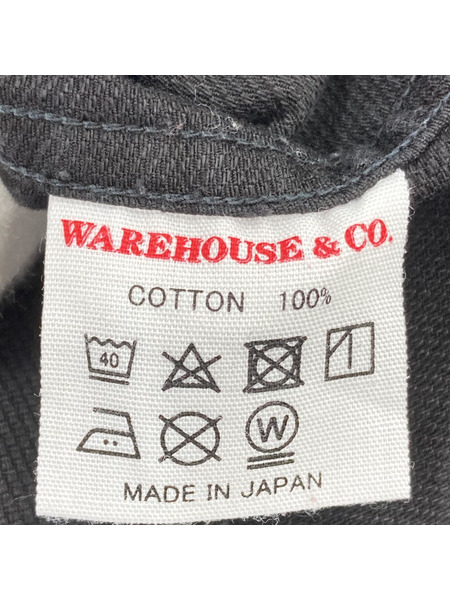 WAREHOUSE & CO.
COTTON 100%
40
W
MADE IN JAPAN